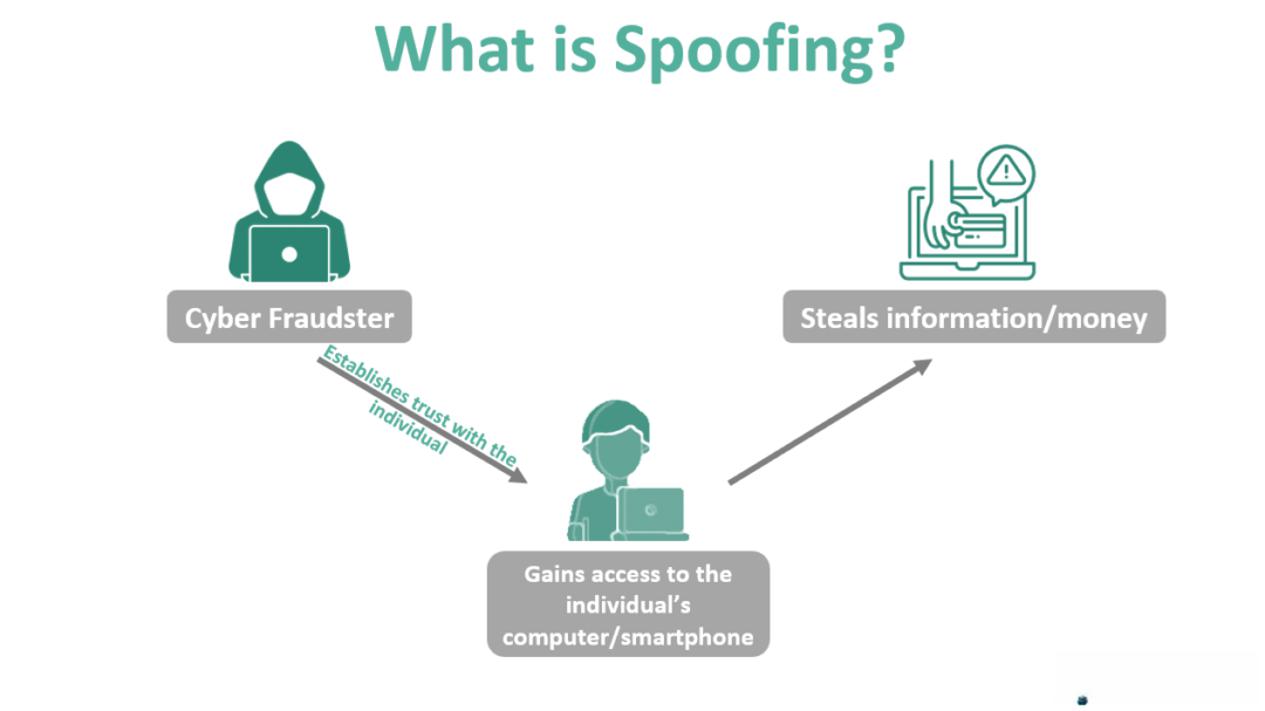 What is Spoofing?
Cyber Fraudster
Steals information/money
Establishes trust with the
individual
Gains access to the
individual’s
computer/smartphone